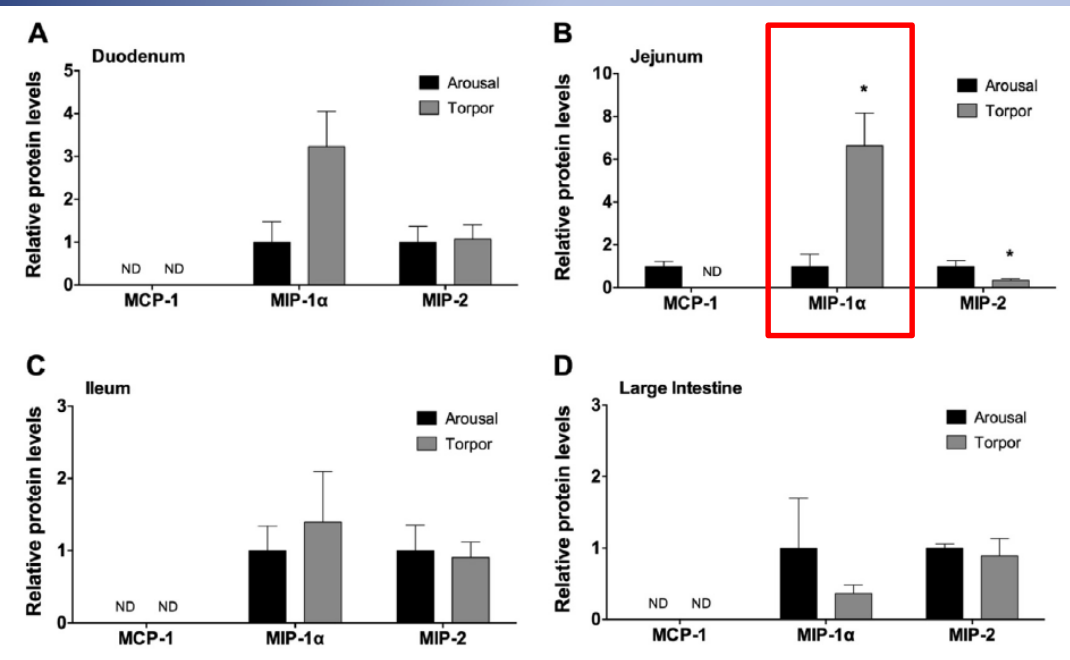 A
Duodenum
Relative protein levels
5
4
3
2
1
0
Arousal
Torpor
ND ND
MCP-1 MIP-1α MIP-2
B
Jejunum
Relative protein levels
10
8
6
4
2
0
Arousal
Torpor
*
ND
*
MCP-1 MIP-1α MIP-2
C
Ileum
Relative protein levels
3
2
1
0
Arousal
Torpor
ND ND
MCP-1 MIP-1α MIP-2
D
Large Intestine
Relative protein levels
3
2
1
0
Arousal
Torpor
ND ND
MCP-1 MIP-1α MIP-2